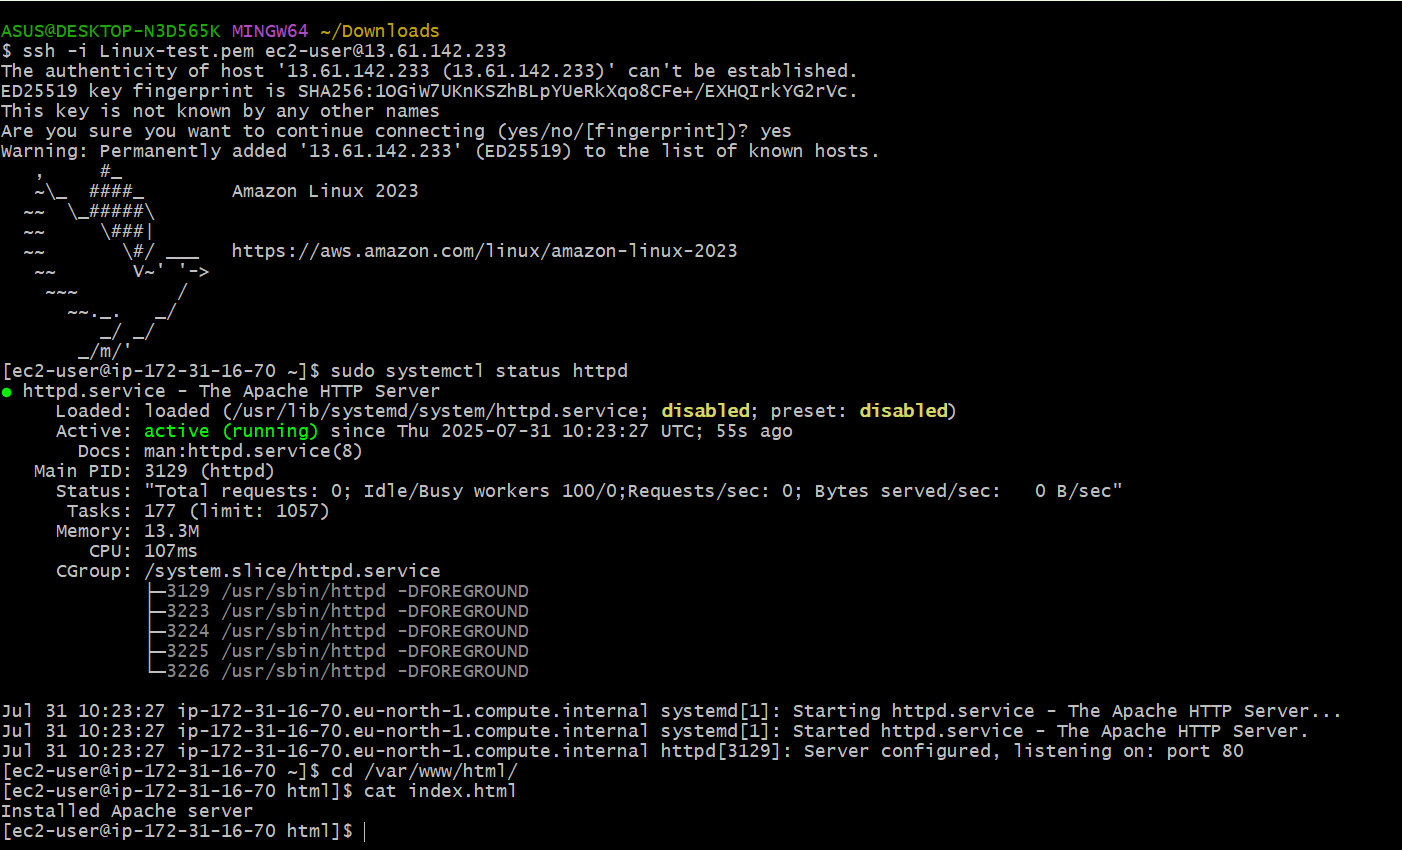 ASUS@DESKTOP-N3D565K MINGW64 ~/Downloads
$ ssh -i Linux-test.pem ec2-user@13.61.142.233
The authenticity of host '13.61.142.233 (13.61.142.233)' can't be established.
ED25519 key fingerprint is SHA256:1OGiW7UKnKSZhBLpYUeRkXqo8CFe+/EXHQIrkYG2rVc.
This key is not known by any other names
Are you sure you want to continue connecting (yes/no/[fingerprint])? yes
Warning: Permanently added '13.61.142.233' (ED25519) to the list of known hosts.
   ,     #_
   ~\_  ####_        Amazon Linux 2023
  ~~  \_#####\
  ~~     \###|
  ~~       \#/ ___   https://aws.amazon.com/linux/amazon-linux-2023
   ~~       V~' '->
    ~~~         /
      ~~._.   _/
         _/ _/
       _/m/'
[ec2-user@ip-172-31-16-70 ~]$ sudo systemctl status httpd
● httpd.service - The Apache HTTP Server
     Loaded: loaded (/usr/lib/systemd/system/httpd.service; disabled; preset: disabled)
     Active: active (running) since Thu 2025-07-31 10:23:27 UTC; 55s ago
       Docs: man:httpd.service(8)
   Main PID: 3129 (httpd)
     Status: "Total requests: 0; Idle/Busy workers 100/0;Requests/sec: 0; Bytes served/sec:   0 B/sec"
      Tasks: 177 (limit: 1057)
     Memory: 13.3M
        CPU: 107ms
     CGroup: /system.slice/httpd.service
             ├─3129 /usr/sbin/httpd -DFOREGROUND
             ├─3223 /usr/sbin/httpd -DFOREGROUND
             ├─3224 /usr/sbin/httpd -DFOREGROUND
             ├─3225 /usr/sbin/httpd -DFOREGROUND
             └─3226 /usr/sbin/httpd -DFOREGROUND
Jul 31 10:23:27 ip-172-31-16-70.eu-north-1.compute.internal systemd[1]: Starting httpd.service - The Apache HTTP Server...
Jul 31 10:23:27 ip-172-31-16-70.eu-north-1.compute.internal systemd[1]: Started httpd.service - The Apache HTTP Server.
Jul 31 10:23:27 ip-172-31-16-70.eu-north-1.compute.internal httpd[3129]: Server configured, listening on: port 80
[ec2-user@ip-172-31-16-70 ~]$ cd /var/www/html/
[ec2-user@ip-172-31-16-70 html]$ cat index.html
Installed Apache server
[ec2-user@ip-172-31-16-70 html]$